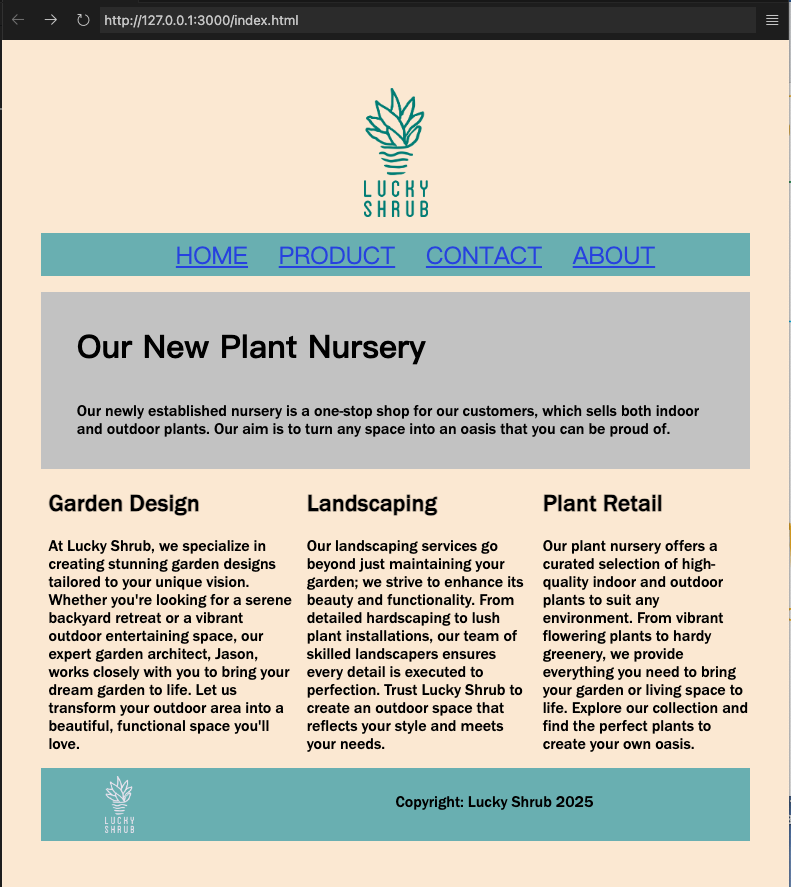 http://127.0.0.1:3000/index.html
LUCKY
SHRUB
HOME PRODUCT CONTACT ABOUT
Our New Plant Nursery
Our newly established nursery is a one-stop shop for our customers, which sells both indoor
and outdoor plants. Our aim is to turn any space into an oasis that you can be proud of.
Garden Design
At Lucky Shrub, we specialize in
creating stunning garden designs
tailored to your unique vision.
Whether you're looking for a serene
backyard retreat or a vibrant
outdoor entertaining space, our
expert garden architect, Jason,
works closely with you to bring your
dream garden to life. Let us
transform your outdoor area into a
beautiful, functional space you'll
love.
Landscaping
Our landscaping services go
beyond just maintaining your
garden; we strive to enhance its
beauty and functionality. From
detailed hardscaping to lush
plant installations, our team of
skilled landscapers ensures
every detail is executed to
perfection. Trust Lucky Shrub to
create an outdoor space that
reflects your style and meets
your needs.
Plant Retail
Our plant nursery offers a
curated selection of high-
quality indoor and outdoor
plants to suit any
environment. From vibrant
flowering plants to hardy
greenery, we provide
everything you need to bring
your garden or living space to
life. Explore our collection and
find the perfect plants to
create your own oasis.
LUCKY
SHRUB
Copyright: Lucky Shrub 2025